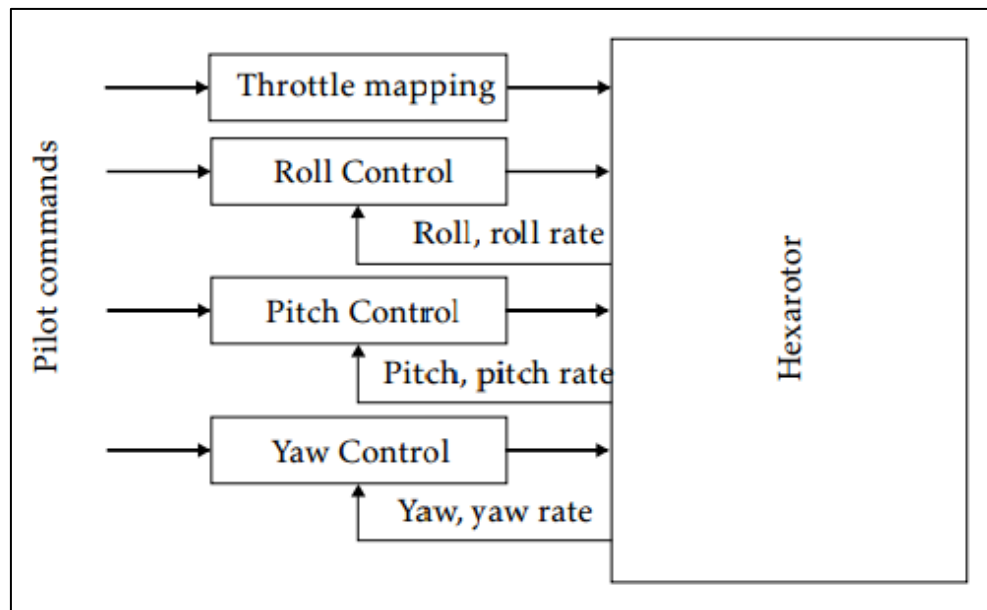 Pilot commands
Throttle mapping
Roll Control
Roll, roll rate
Pitch Control
Pitch, pitch rate
Yaw Control
Yaw, yaw rate
Hexarotor